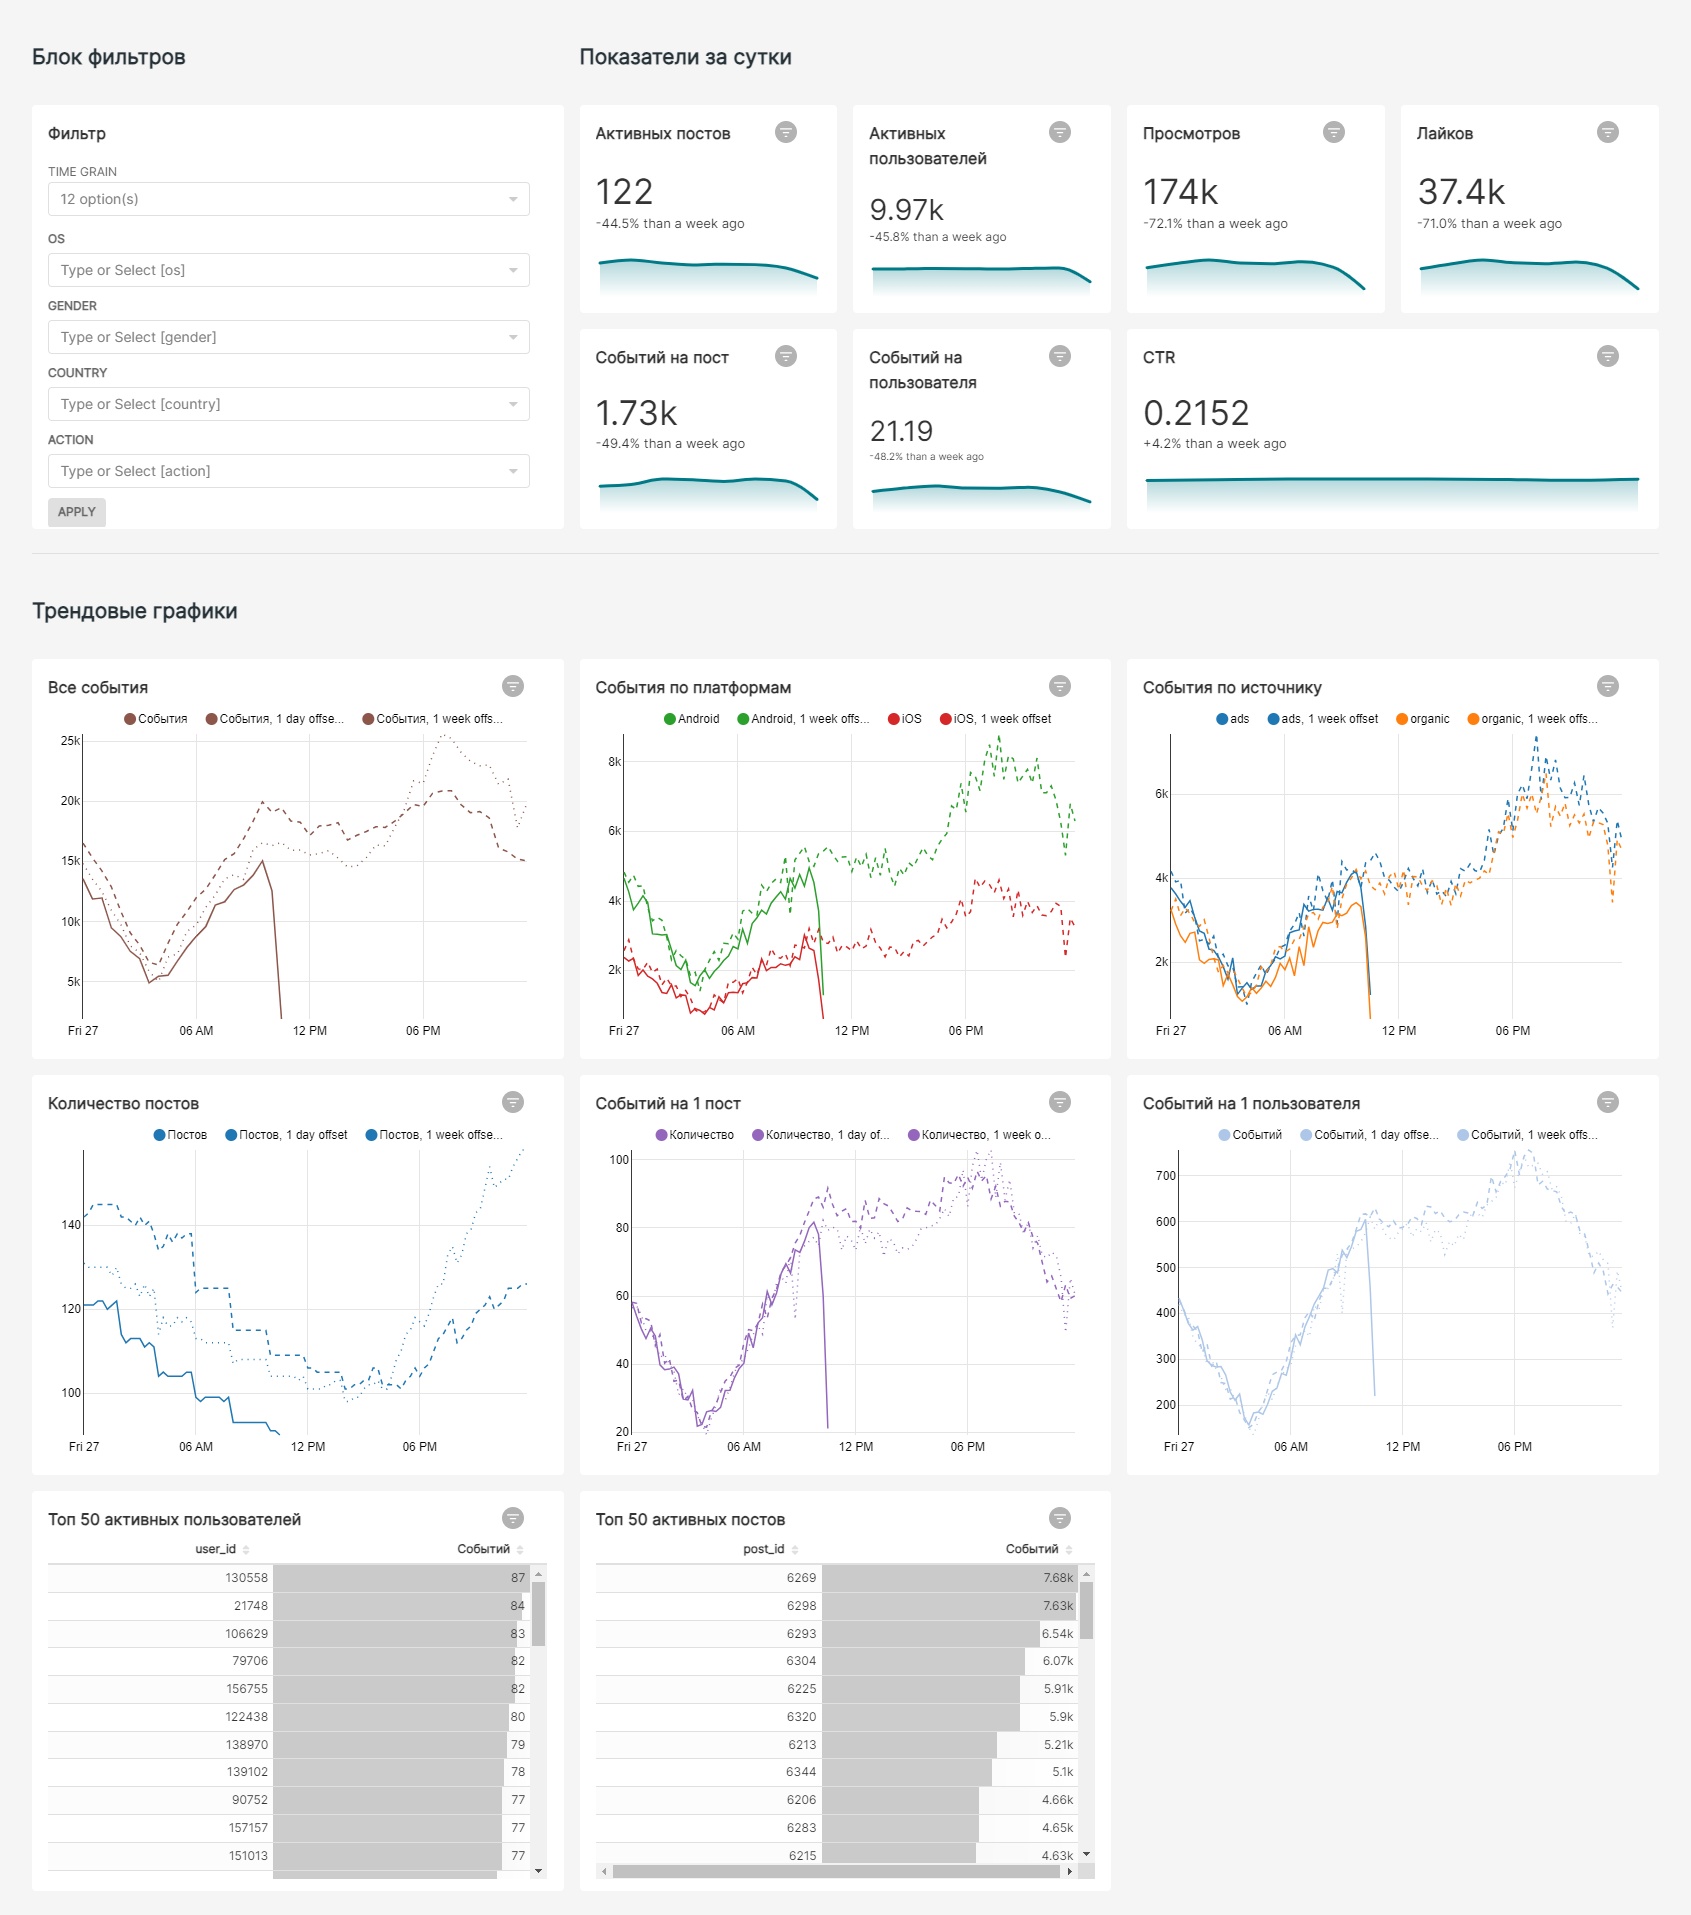 Блок фильтров
Показатели за сутки
Фильтр
TIME GRAIN
12 option(s)
OS
Type or Select [os]
GENDER
Type or Select [gender]
COUNTRY
Type or Select [country]
ACTION
Type or Select [action]
APPLY
Активных постов
122
-44.5% than a week ago
Активных
пользователей
9.97k
-45.8% than a week ago
Просмотров
174k
-72.1% than a week ago
Лайков
37.4k
-71.0% than a week ago
Событий на пост
1.73k
-49.4% than a week ago
Событий на
пользователя
21.19
-48.2% than a week ago
CTR
0.2152
+4.2% than a week ago
Трендовые графики
Все события
События События, 1 day offse... События, 1 week offs...
25k
20k
15k
10k
5k
Fri 27 06 AM 12 PM 06 PM
События по платформам
Android Android, 1 week offs... iOS iOS, 1 week offset
8k
6k
4k
2k
Fri 27 06 AM 12 PM 06 PM
События по источнику
ads ads, 1 week offset organic organic, 1 week offs...
6k
4k
2k
Fri 27 06 AM 12 PM 06 PM
Количество постов
Постов Постов, 1 day offset Постов, 1 week offse...
140
120
100
Fri 27 06 AM 12 PM 06 PM
Событий на 1 пост
Количество Количество, 1 day of... Количество, 1 week o...
100
80
60
40
20
Fri 27 06 AM 12 PM 06 PM
Событий на 1 пользователя
Событий Событий, 1 day offse... Событий, 1 week offs...
700
600
500
400
300
200
Fri 27 06 AM 12 PM 06 PM
Топ 50 активных пользователей
user_id Событий
130558 87
21748 84
106629 83
79706 82
156755 82
122438 80
138970 79
139102 78
90752 77
157157 77
151013 77
Топ 50 активных постов
post_id Событий
6269 7.68k
6298 7.63k
6293 6.54k
6304 6.07k
6225 5.91k
6320 5.9k
6213 5.21k
6344 5.1k
6206 4.66k
6283 4.65k
6215 4.63k